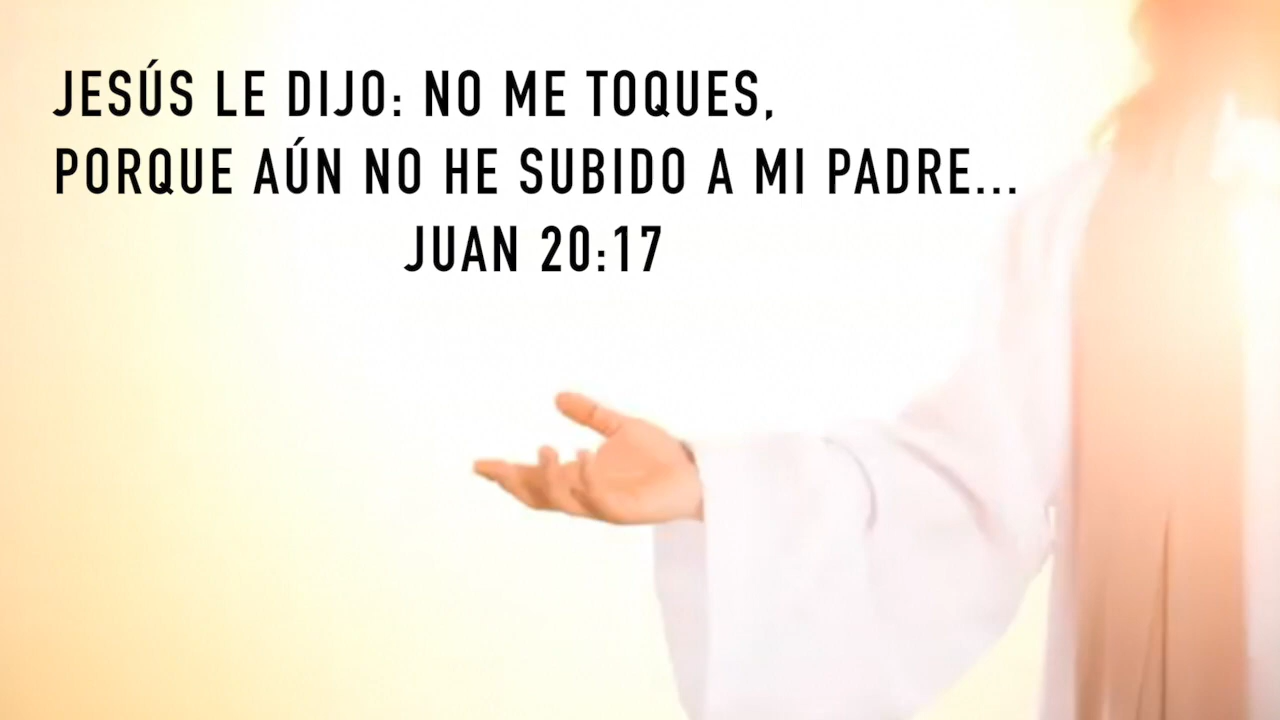 JESÚS LE DIJO: NO ME TOQUES,
PORQUE AÚN NO HE SUBIDO A MI PADRE...
JUAN 20:17